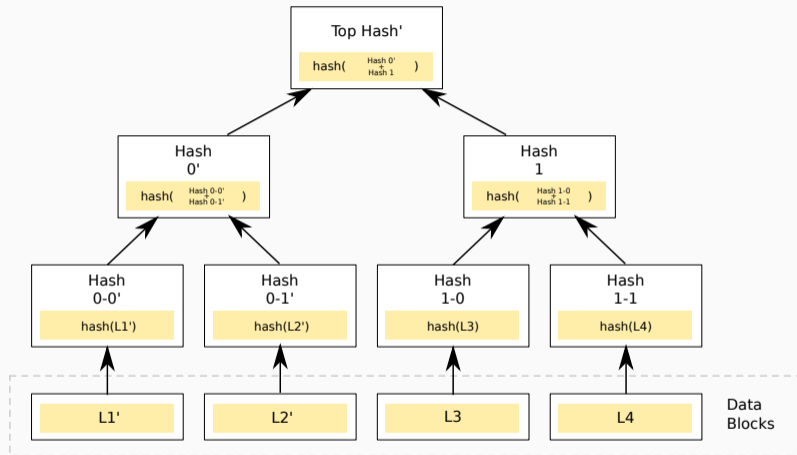 Top Hash'
hash( Hash 0' + Hash 1 )
Hash
0'
hash( Hash 0-0' + Hash 0-1' )
Hash
1
hash( Hash 1-0 + Hash 1-1 )
Hash
0-0'
hash(L1')
Hash
0-1'
hash(L2')
Hash
1-0
hash(L3)
Hash
1-1
hash(L4)
L1'
L2'
L3
L4
Data
Blocks